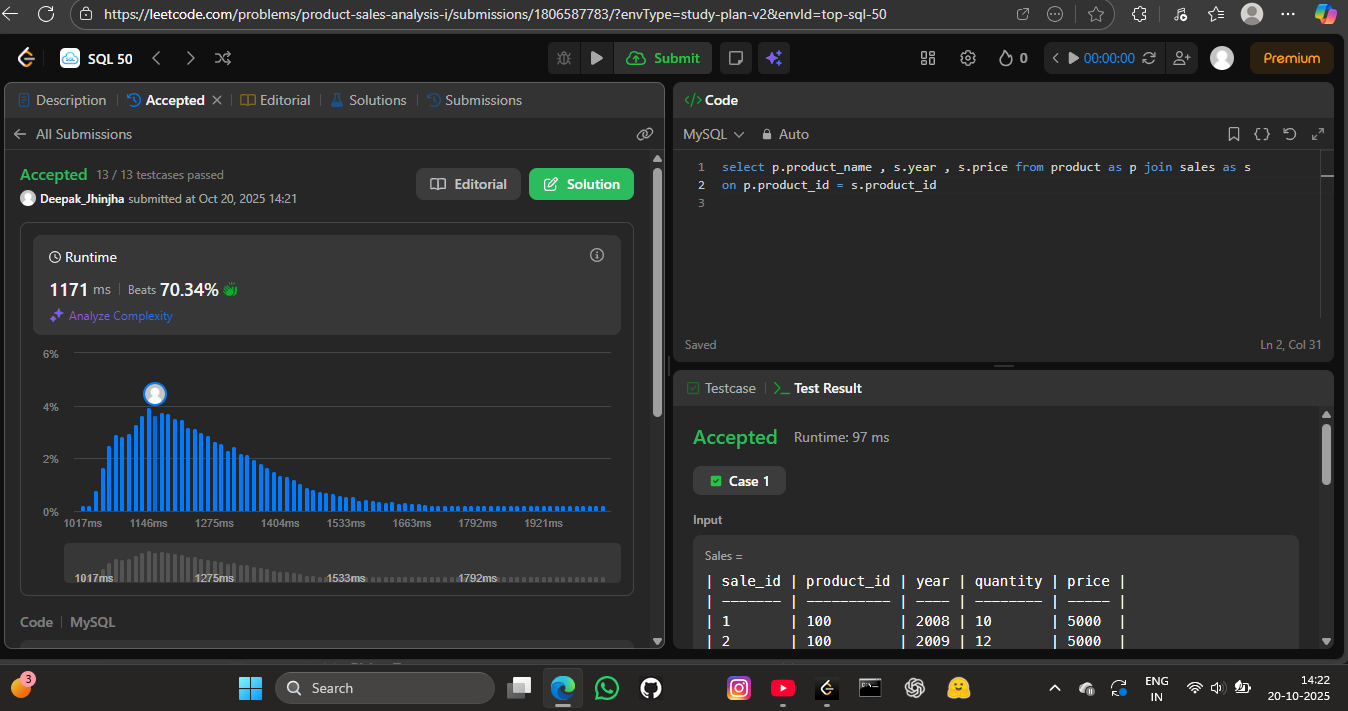 https://leetcode.com/problems/product-sales-analysis-i/submissions/1806587783/?envType=study-plan-v2&envId=top-sql-50
SQL 50
Submit
0
00:00:00
Premium
Description
Accepted
Editorial
Solutions
Submissions
All Submissions
Accepted 13 / 13 testcases passed
Deepak_Jhinjha submitted at Oct 20, 2025 14:21
Editorial
Solution
Runtime
1171 ms Beats 70.34%
Analyze Complexity
6%
4%
2%
0%
1017ms 1146ms 1275ms 1404ms 1533ms 1663ms 1792ms 1921ms
1017ms 1275ms 1533ms 1792ms
Code MySQL
</> Code
MySQL Auto
1 select p.product_name , s.year , s.price from product as p join sales as s
2 on p.product_id = s.product_id
3
Saved
Ln 2, Col 31
Testcase
Test Result
Accepted Runtime: 97 ms
Case 1
Input
Sales =
| sale_id | product_id | year | quantity | price |
| ------- | ---------- | ---- | -------- | ----- |
| 1 | 100 | 2008 | 10 | 5000 |
| 2 | 100 | 2009 | 12 | 5000 |
3
Search
ENG
IN
14:22
20-10-2025